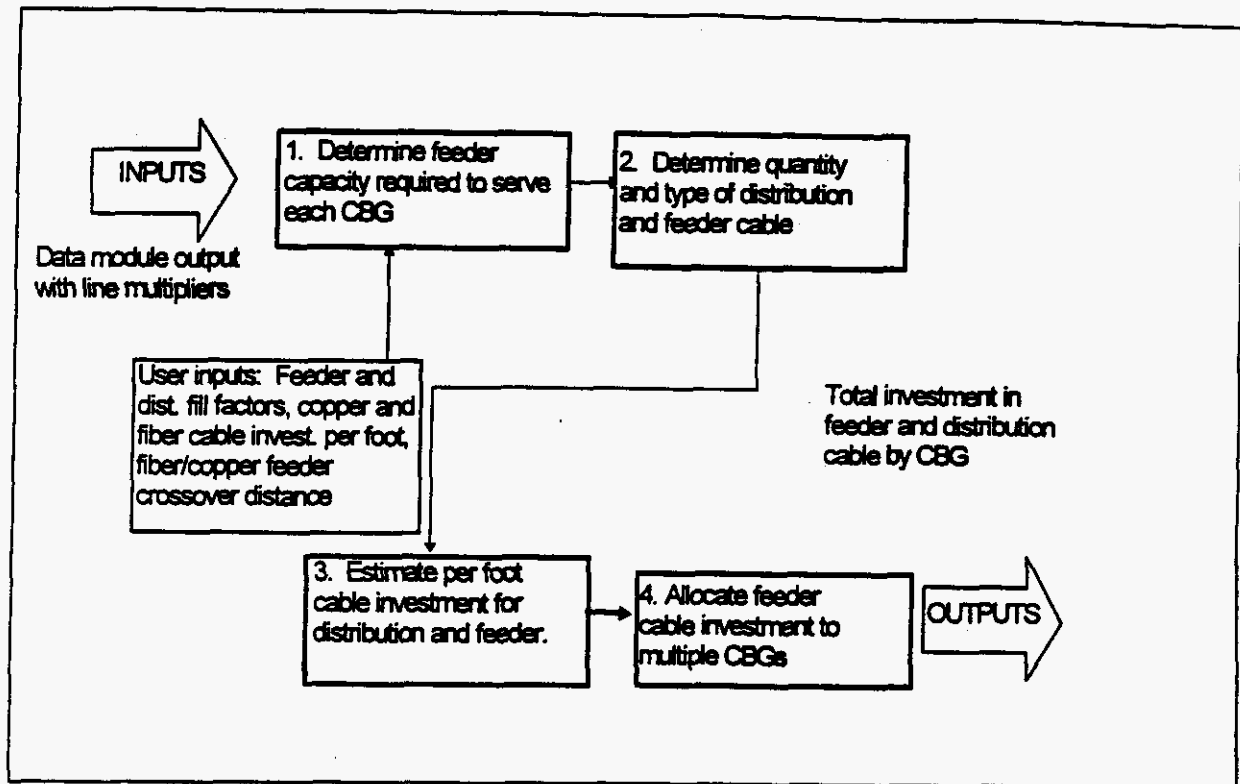 INPUTS
Data module output
with line multipliers
1. Determine feeder
capacity required to serve
each CBG
2. Determine quantity
and type of distribution
and feeder cable
User inputs: Feeder and
dist. fill factors, copper and
fiber cable invest. per foot,
fiber/copper feeder
crossover distance
Total investment in
feeder and distribution
cable by CBG
3. Estimate per foot
cable investment for
distribution and feeder.
4. Allocate feeder
cable investment to
multiple CBGs
OUTPUTS